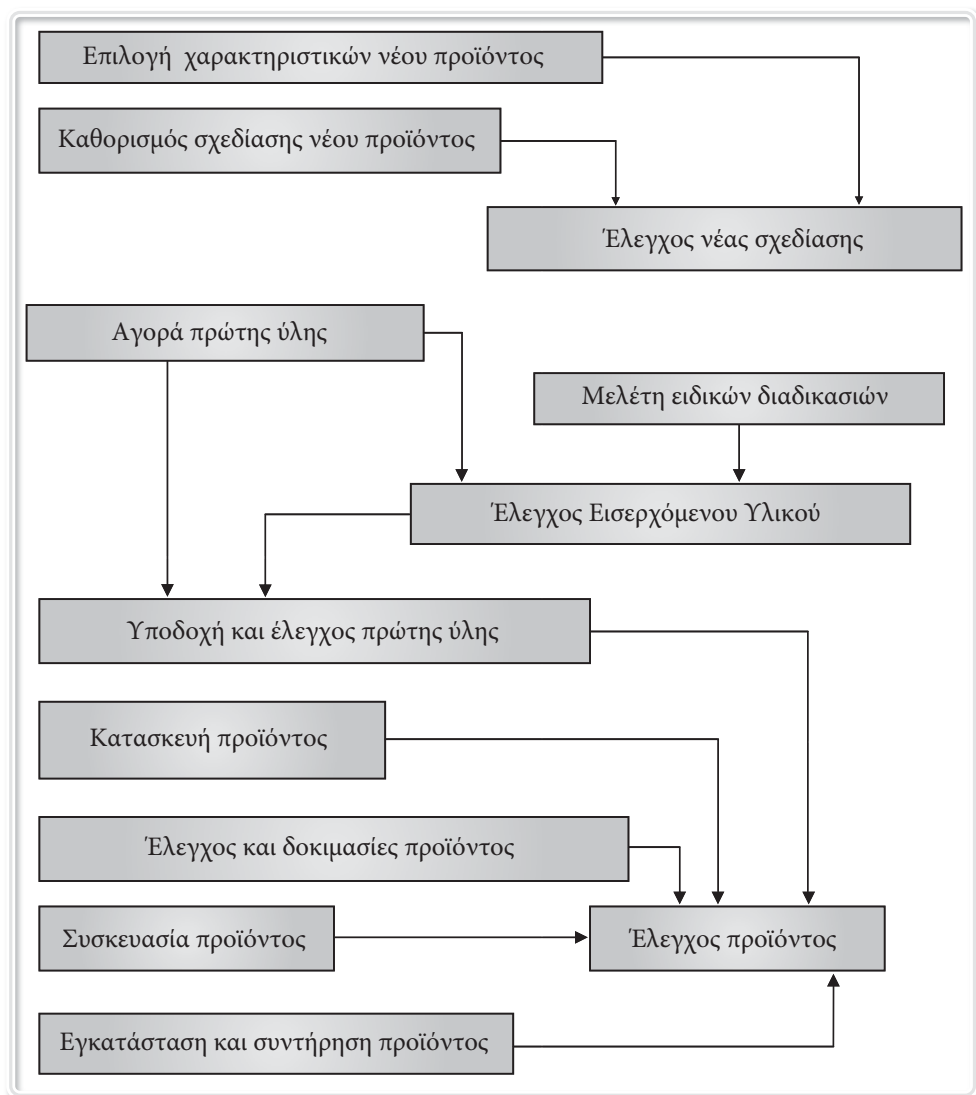 Επιλογή χαρακτηριστικών νέου προϊόντος
Καθορισμός σχεδίασης νέου προϊόντος
Έλεγχος νέας σχεδίασης
Αγορά πρώτης ύλης
Μελέτη ειδικών διαδικασιών
Έλεγχος Εισερχόμενου Υλικού
Υποδοχή και έλεγχος πρώτης ύλης
Κατασκευή προϊόντος
Έλεγχος και δοκιμασίες προϊόντος
Συσκευασία προϊόντος
Έλεγχος προϊόντος
Εγκατάσταση και συντήρηση προϊόντος